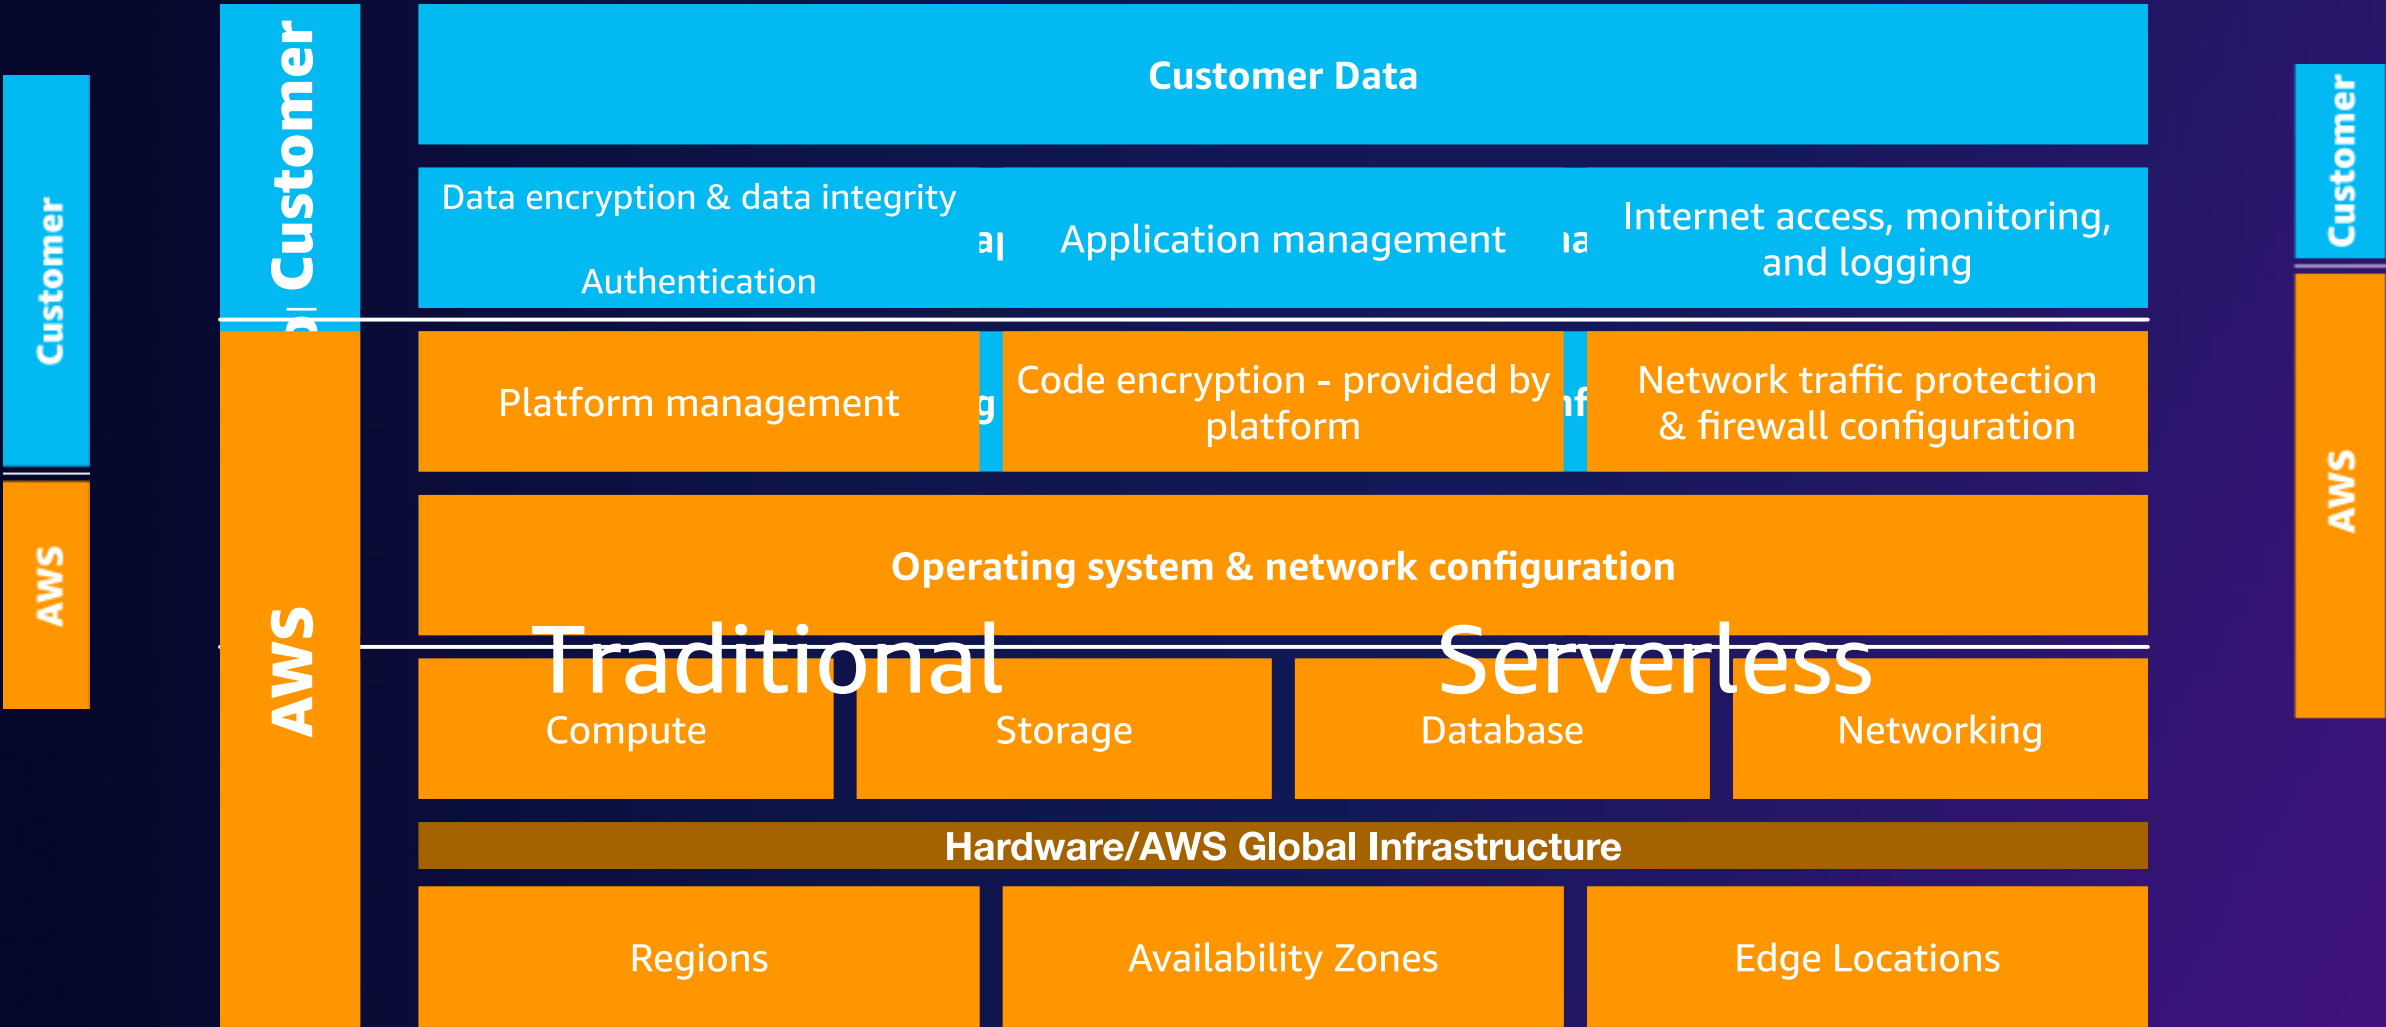 Customer
AWS
Customer
AWS
Customer Data
Data encryption & data integrity
Authentication
Application management
Internet access, monitoring,
and logging
Platform management
Code encryption - provided by
platform
Network traffic protection
& firewall configuration
Operating system & network configuration
Traditional
Serverless
Compute
Storage
Database
Networking
Hardware/AWS Global Infrastructure
Regions
Availability Zones
Edge Locations
Customer
AWS